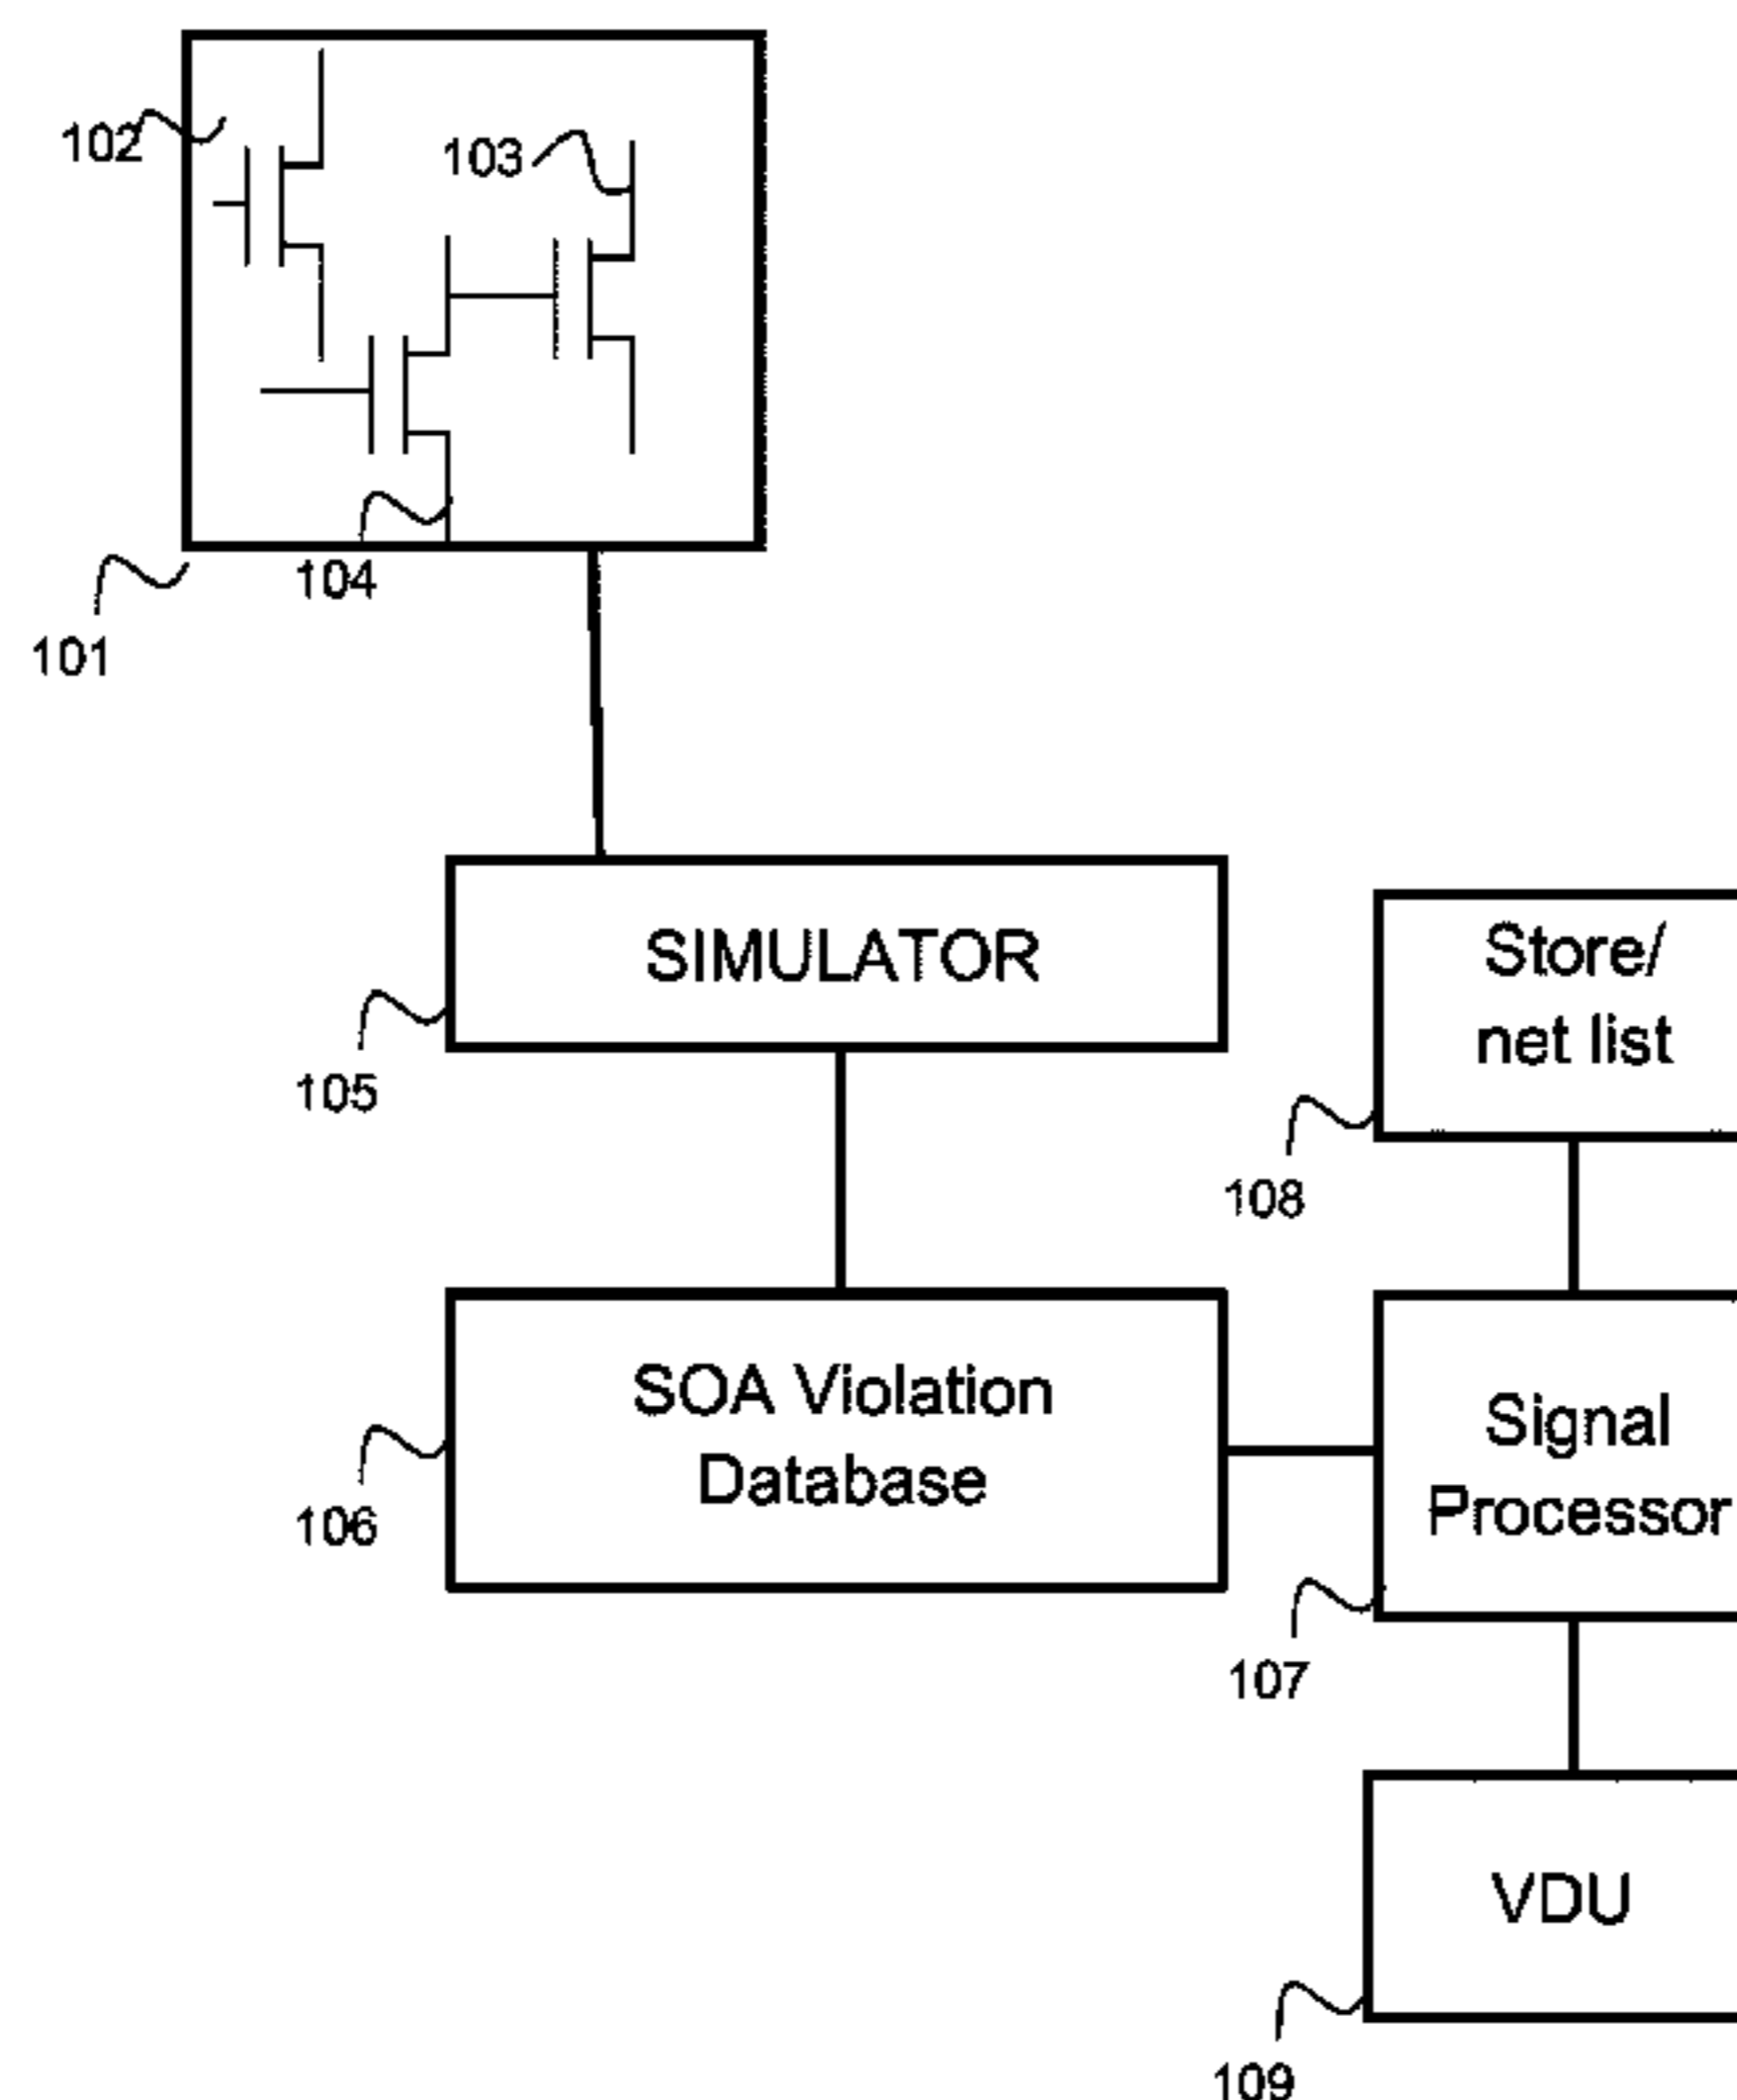 102
103
104
101
SIMULATOR
105
Store/
net list
108
SOA Violation
Database
106
Signal
Processor
107
VDU
109